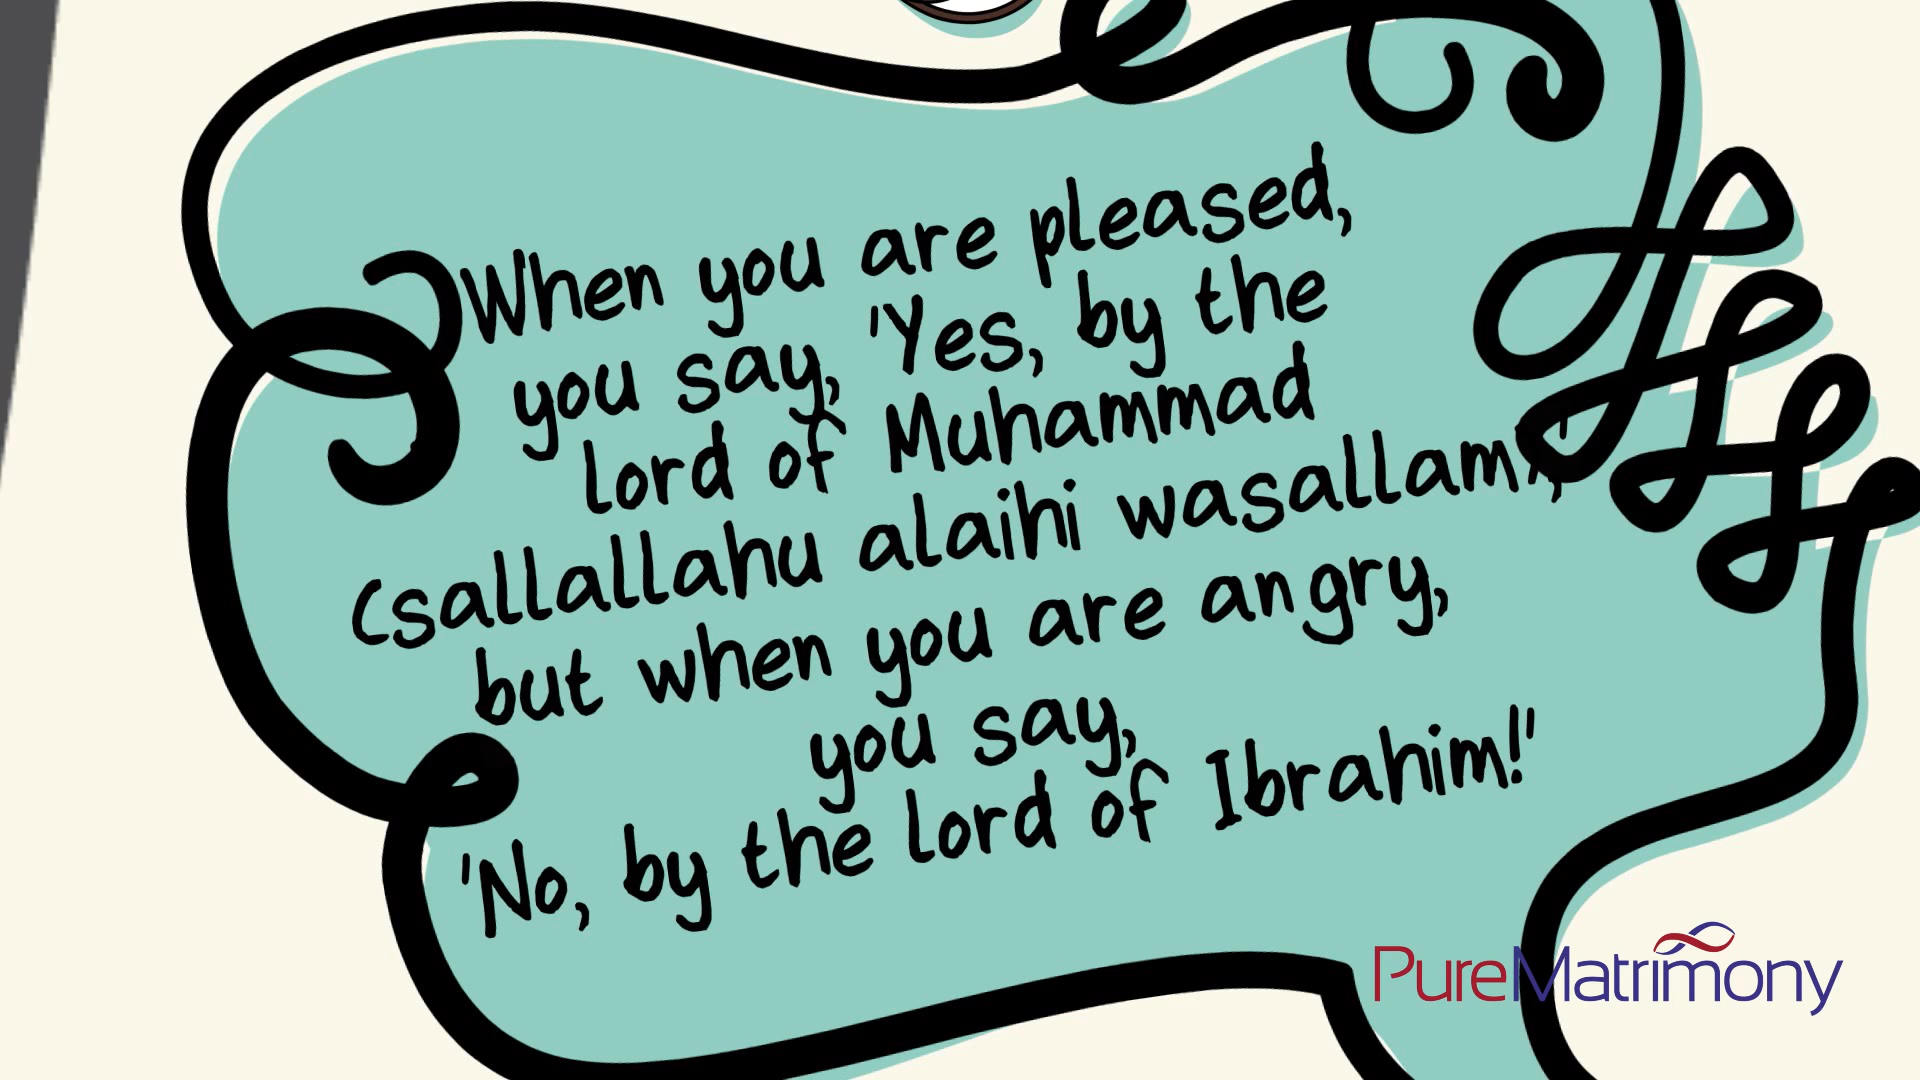 When you are pleased,
you say, 'Yes, by the
lord of Muhammad
(sallallahu alaihi wasallam),'
but when you are angry,
you say,
'No, by the lord of Ibrahim!'
PureMatrimony